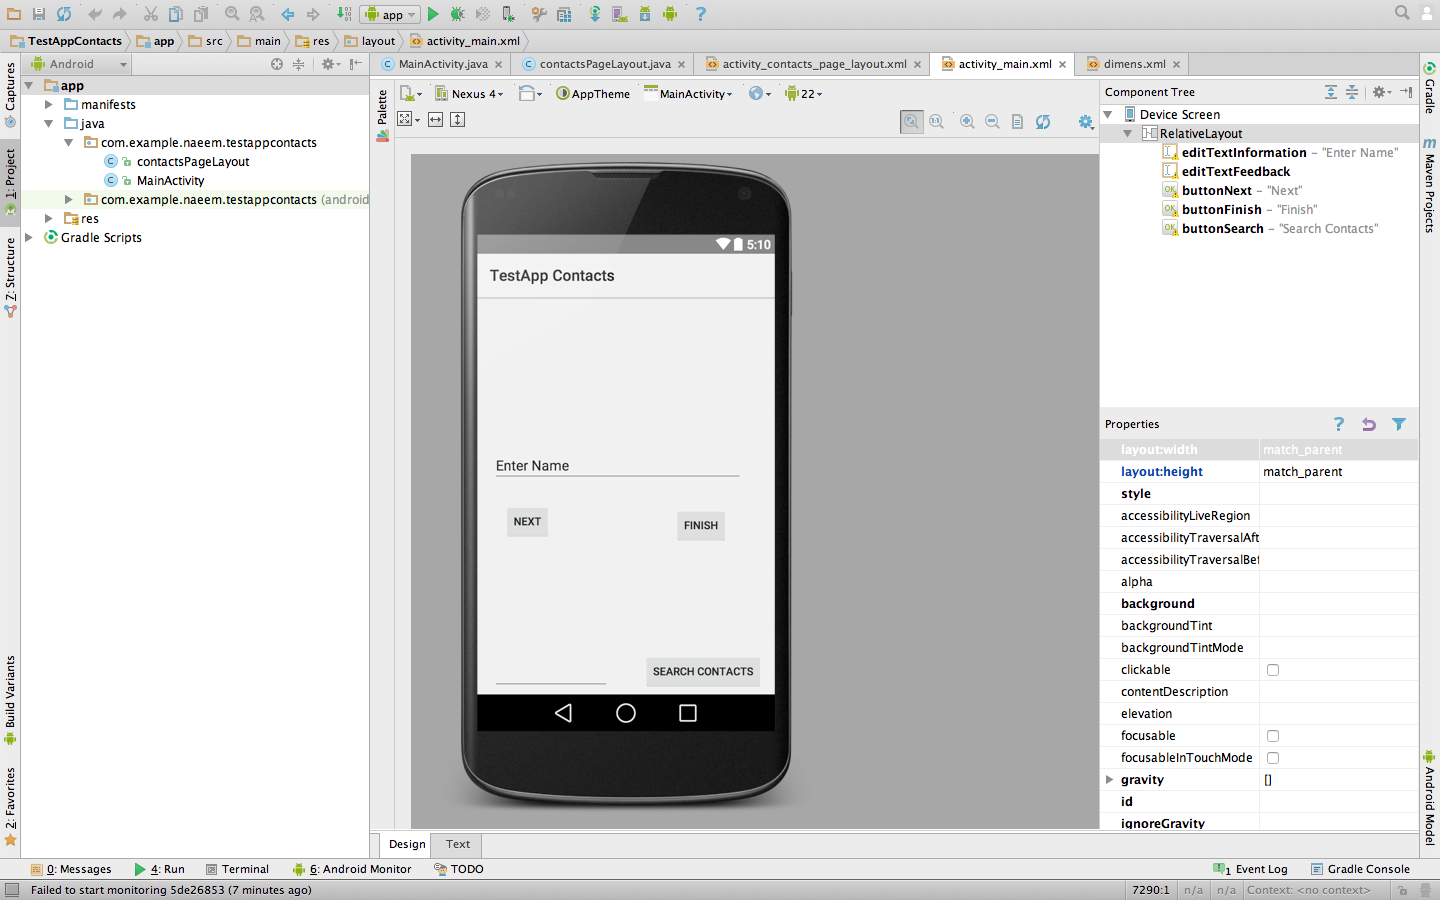 app
TestAppContacts app src main res layout activity_main.xml
Android
MainActivity.java contactsPageLayout.java activity_contacts_page_layout.xml activity_main.xml dimens.xml
Captures
1: Project
Z: Structure
Build Variants
2: Favorites
app
manifests
java
com.example.naeem.testappcontacts
contactsPageLayout
MainActivity
com.example.naeem.testappcontacts (android
res
Gradle Scripts
Palette
Nexus 4 AppTheme MainActivity 22
5:10
TestApp Contacts
Enter Name
NEXT
FINISH
SEARCH CONTACTS
Design Text
Component Tree
Device Screen
RelativeLayout
editTextInformation – "Enter Name"
editTextFeedback
buttonNext – "Next"
buttonFinish – "Finish"
buttonSearch – "Search Contacts"
Properties
layout:width match_parent
layout:height match_parent
style
accessibilityLiveRegion
accessibilityTraversalAft
accessibilityTraversalBef
alpha
background
backgroundTint
backgroundTintMode
clickable
contentDescription
elevation
focusable
focusableInTouchMode
gravity []
id
ignoreGravity
Gradle
Maven Projects
Android Model
0: Messages 4: Run Terminal 6: Android Monitor TODO 1 Event Log Gradle Console
Failed to start monitoring 5de26853 (7 minutes ago) 7290:1 n/a n/a Context: <no context>